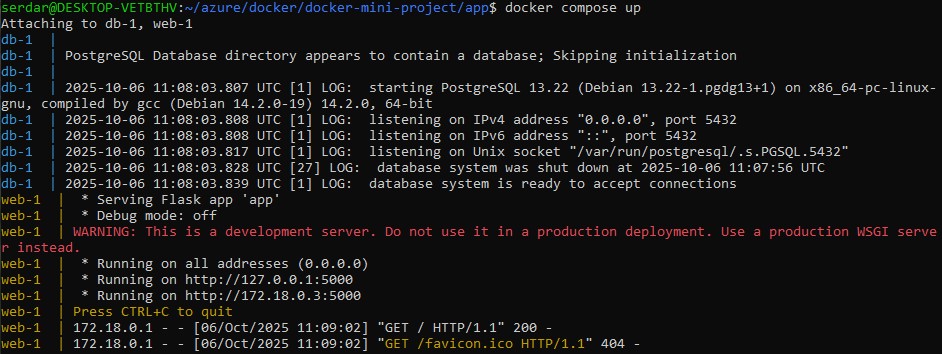 serdar@DESKTOP-VETBTHV:~/azure/docker/docker-mini-project/app$ docker compose up
Attaching to db-1, web-1
db-1  |
db-1  | PostgreSQL Database directory appears to contain a database; Skipping initialization
db-1  |
db-1  | 2025-10-06 11:08:03.807 UTC [1] LOG:  starting PostgreSQL 13.22 (Debian 13.22-1.pgdg13+1) on x86_64-pc-linux-
gnu, compiled by gcc (Debian 14.2.0-19) 14.2.0, 64-bit
db-1  | 2025-10-06 11:08:03.808 UTC [1] LOG:  listening on IPv4 address "0.0.0.0", port 5432
db-1  | 2025-10-06 11:08:03.808 UTC [1] LOG:  listening on IPv6 address "::", port 5432
db-1  | 2025-10-06 11:08:03.817 UTC [1] LOG:  listening on Unix socket "/var/run/postgresql/.s.PGSQL.5432"
db-1  | 2025-10-06 11:08:03.828 UTC [27] LOG:  database system was shut down at 2025-10-06 11:07:56 UTC
db-1  | 2025-10-06 11:08:03.839 UTC [1] LOG:  database system is ready to accept connections
web-1  |  * Serving Flask app 'app'
web-1  |  * Debug mode: off
web-1  | WARNING: This is a development server. Do not use it in a production deployment. Use a production WSGI serve
r instead.
web-1  |  * Running on all addresses (0.0.0.0)
web-1  |  * Running on http://127.0.0.1:5000
web-1  |  * Running on http://172.18.0.3:5000
web-1  | Press CTRL+C to quit
web-1  | 172.18.0.1 - - [06/Oct/2025 11:09:02] "GET / HTTP/1.1" 200 -
web-1  | 172.18.0.1 - - [06/Oct/2025 11:09:02] "GET /favicon.ico HTTP/1.1" 404 -